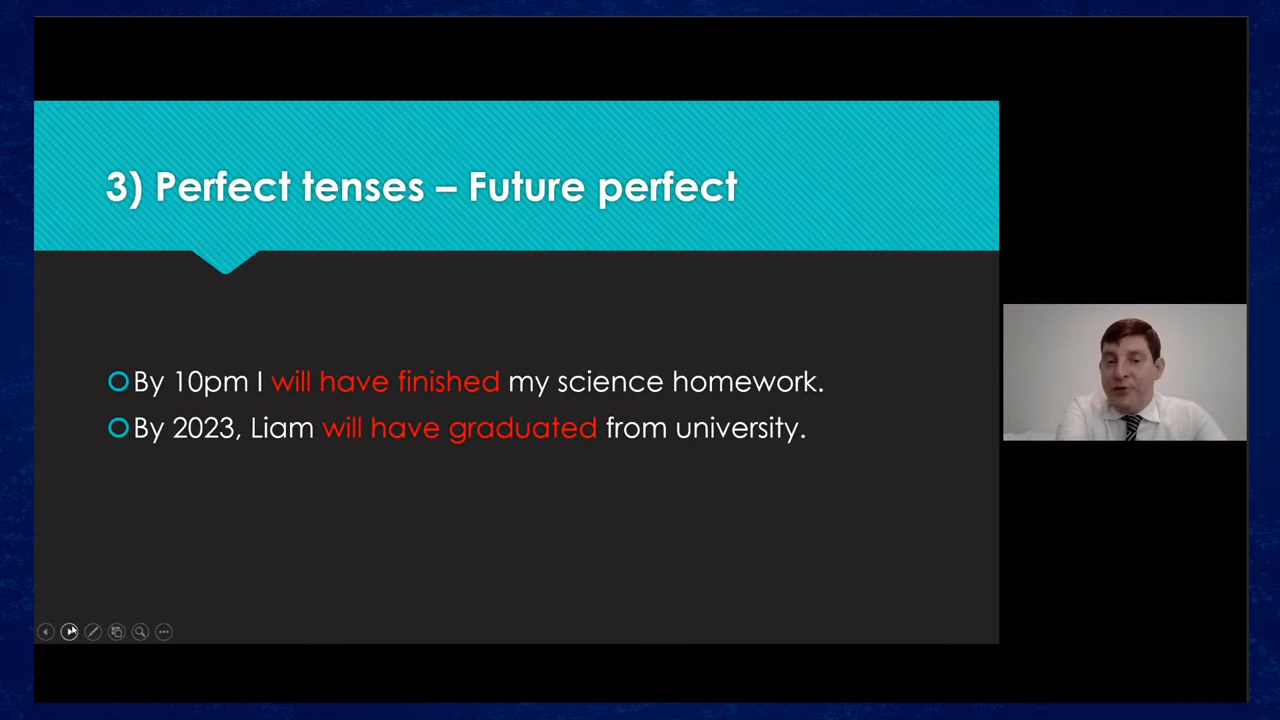 3) Perfect tenses – Future perfect
By 10pm I will have finished my science homework.
By 2023, Liam will have graduated from university.